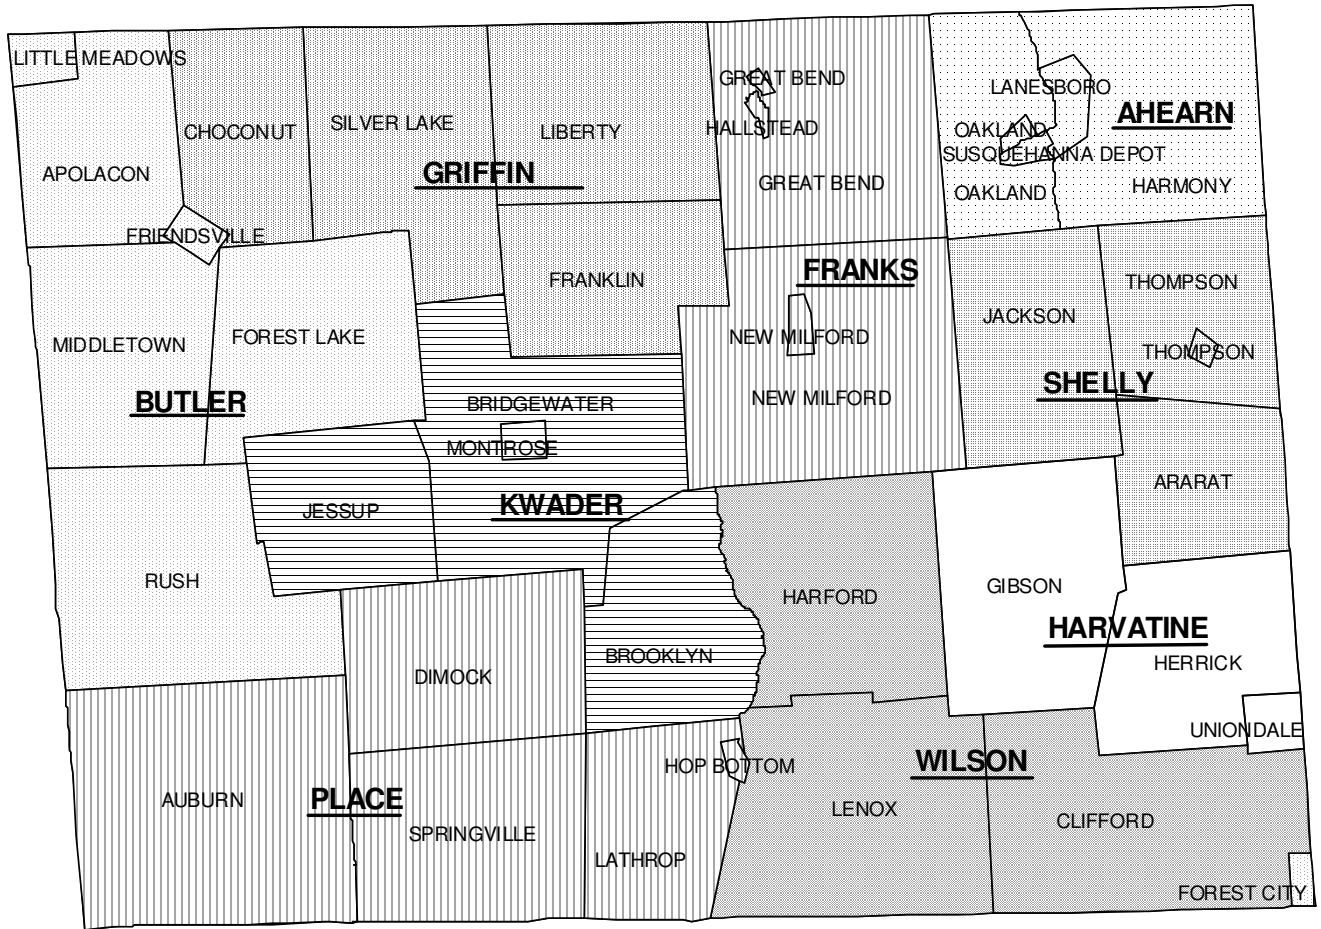 LITTLE MEADOWS
GREAT BEND
LANESBORO
AHEARN
CHOCONUT
SILVER LAKE
LIBERTY
HALLSTEAD
OAKLAND
SUSQUEHANNA DEPOT
APOLACON
GRIFFIN
GREAT BEND
OAKLAND
HARMONY
FRIENDSVILLE
FRANKLIN
FRANKS
THOMPSON
MIDDLETOWN
FOREST LAKE
NEW MILFORD
JACKSON
THOMPSON
BUTLER
BRIDGEWATER
NEW MILFORD
SHELLY
MONTROSE
JESSUP
KWADER
ARARAT
RUSH
HARFORD
GIBSON
HARVATINE
DIMOCK
BROOKLYN
HERRICK
UNIONDALE
HOP BOTTOM
WILSON
AUBURN
PLACE
SPRINGVILLE
LENOX
CLIFFORD
LATHROP
FOREST CITY